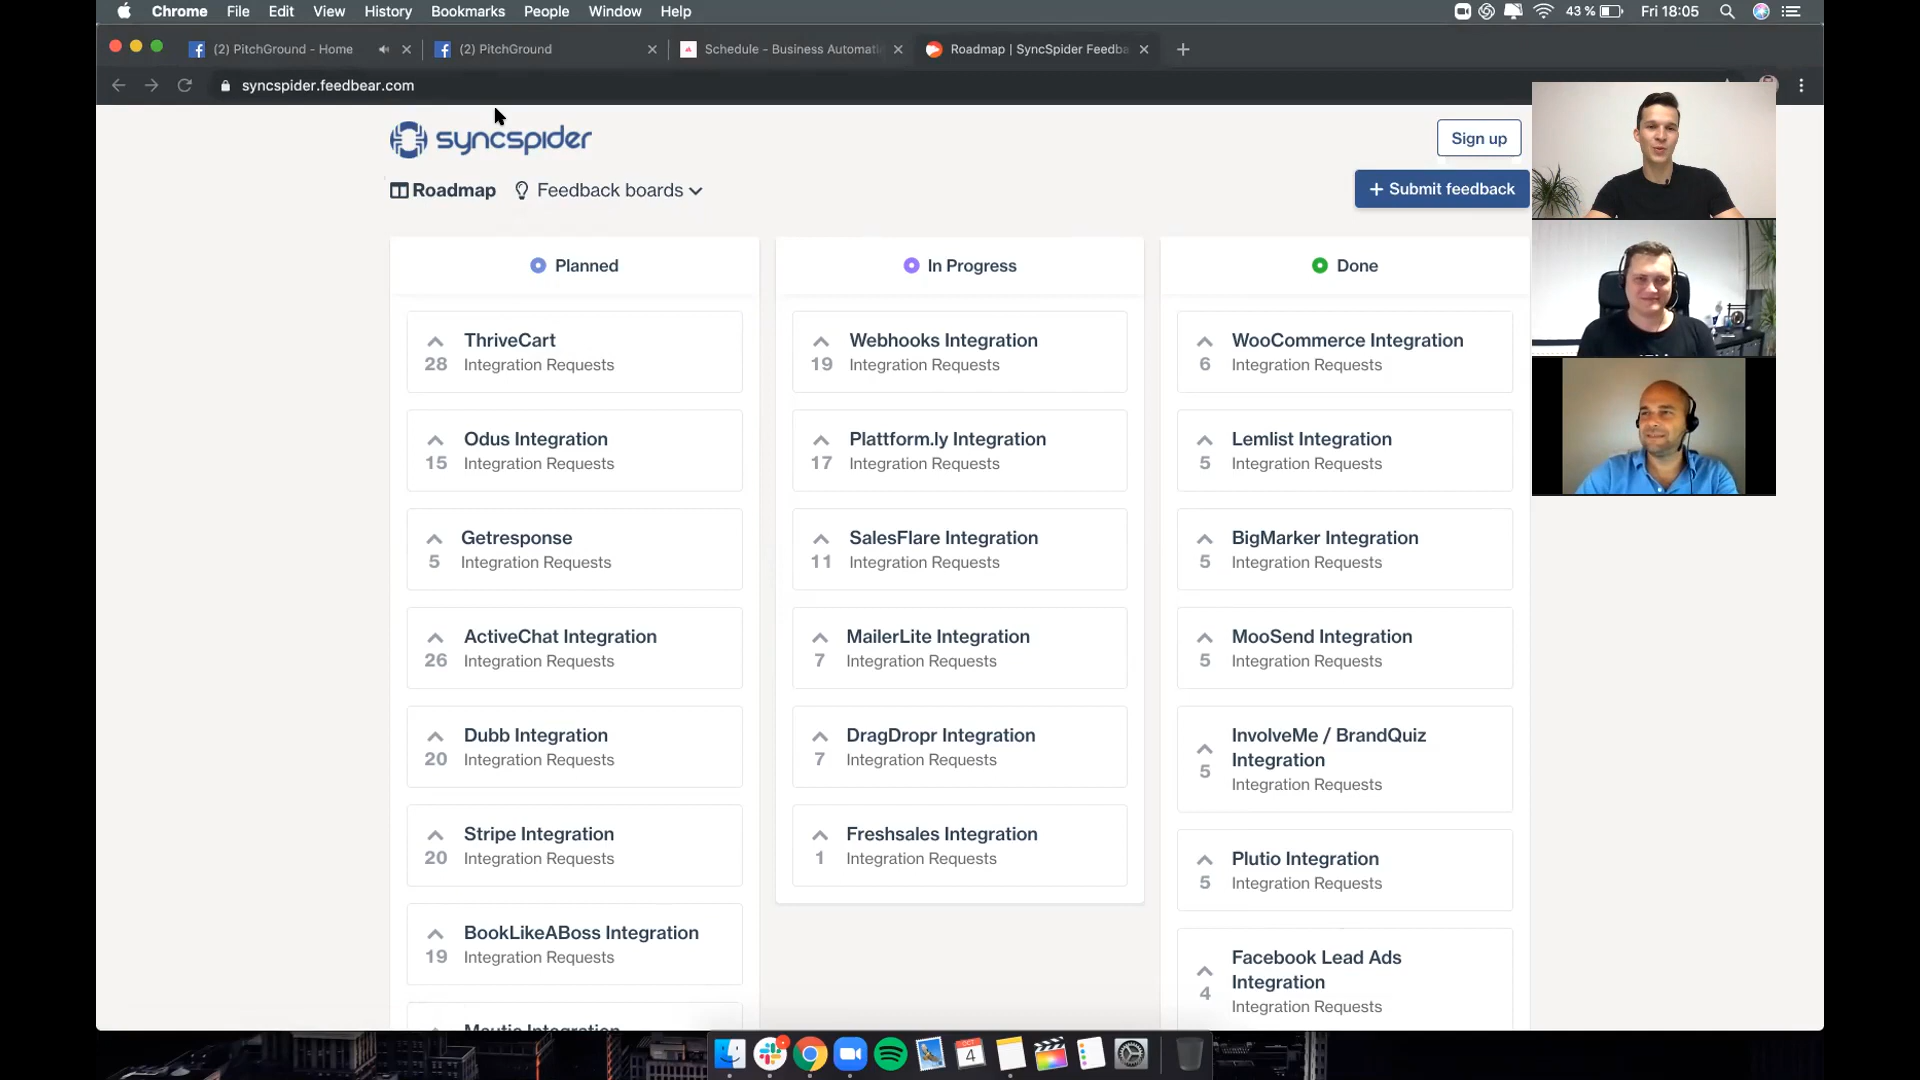 Chrome File Edit View History Bookmarks People Window Help 43 % Fri 18:05
(2) PitchGround - Home
(2) PitchGround
Schedule - Business Automati
Roadmap | SyncSpider Feedba
syncspider.feedbear.com
syncspider
Sign up
Roadmap
Feedback boards
+ Submit feedback
Planned
ThriveCart
28 Integration Requests
Odus Integration
15 Integration Requests
Getresponse
5 Integration Requests
ActiveChat Integration
26 Integration Requests
Dubb Integration
20 Integration Requests
Stripe Integration
20 Integration Requests
BookLikeABoss Integration
19 Integration Requests
Mautic Integration
In Progress
Webhooks Integration
19 Integration Requests
Plattform.ly Integration
17 Integration Requests
SalesFlare Integration
11 Integration Requests
MailerLite Integration
7 Integration Requests
DragDropr Integration
7 Integration Requests
Freshsales Integration
1 Integration Requests
Done
WooCommerce Integration
6 Integration Requests
Lemlist Integration
5 Integration Requests
BigMarker Integration
5 Integration Requests
MooSend Integration
5 Integration Requests
InvolveMe / BrandQuiz
Integration
5 Integration Requests
Plutio Integration
5 Integration Requests
Facebook Lead Ads
Integration
4 Integration Requests
OCT
4